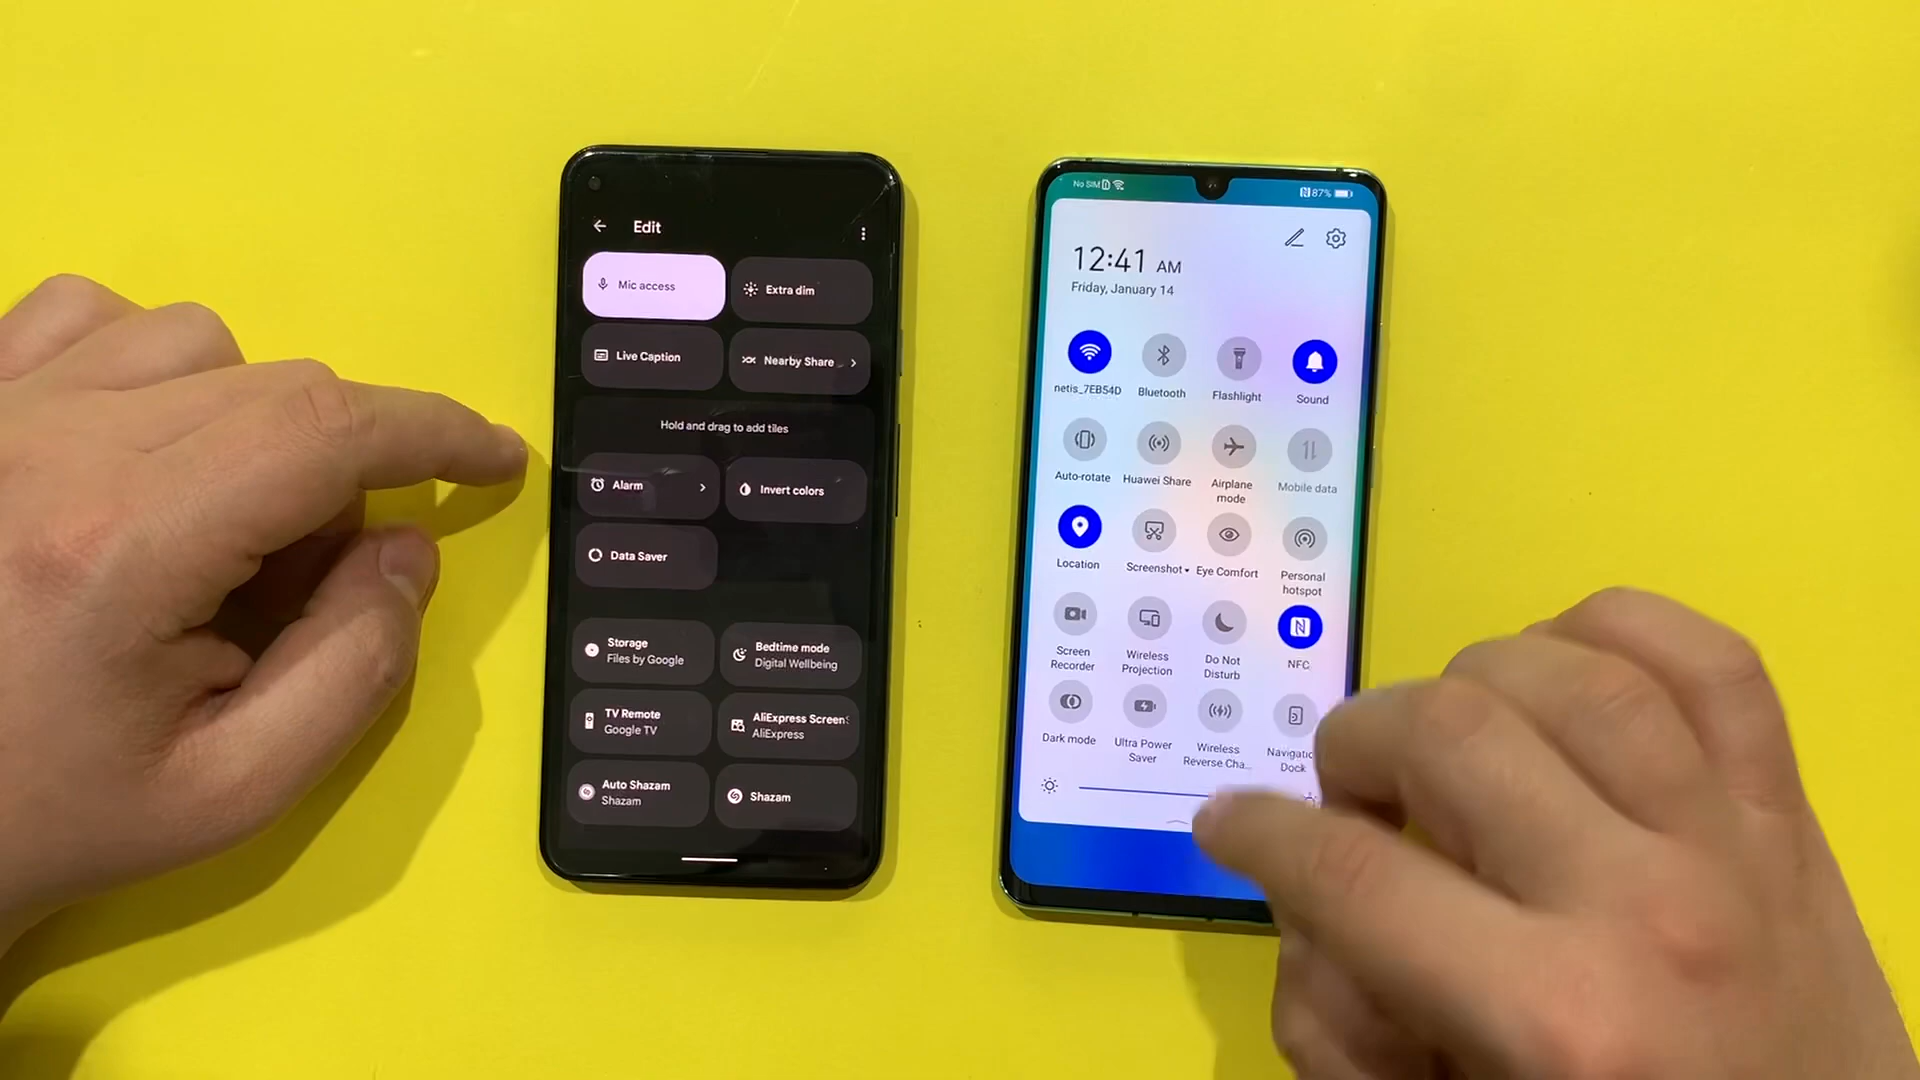 Edit
Mic access
Extra dim
Live Caption
Nearby Share
Hold and drag to add tiles
Alarm
Invert colors
Data Saver
Storage
Files by Google
Bedtime mode
Digital Wellbeing
TV Remote
Google TV
AliExpress Screens
AliExpress
Auto Shazam
Shazam
Shazam
No SIM
87%
12:41 AM
Friday, January 14
netis_7EB54D
Bluetooth
Flashlight
Sound
Auto-rotate
Huawei Share
Airplane
mode
Mobile data
Location
Screenshot
Eye Comfort
Personal
hotspot
Screen
Recorder
Wireless
Projection
Do Not
Disturb
NFC
Dark mode
Ultra Power
Saver
Wireless
Reverse Cha...
Navigatio
Dock